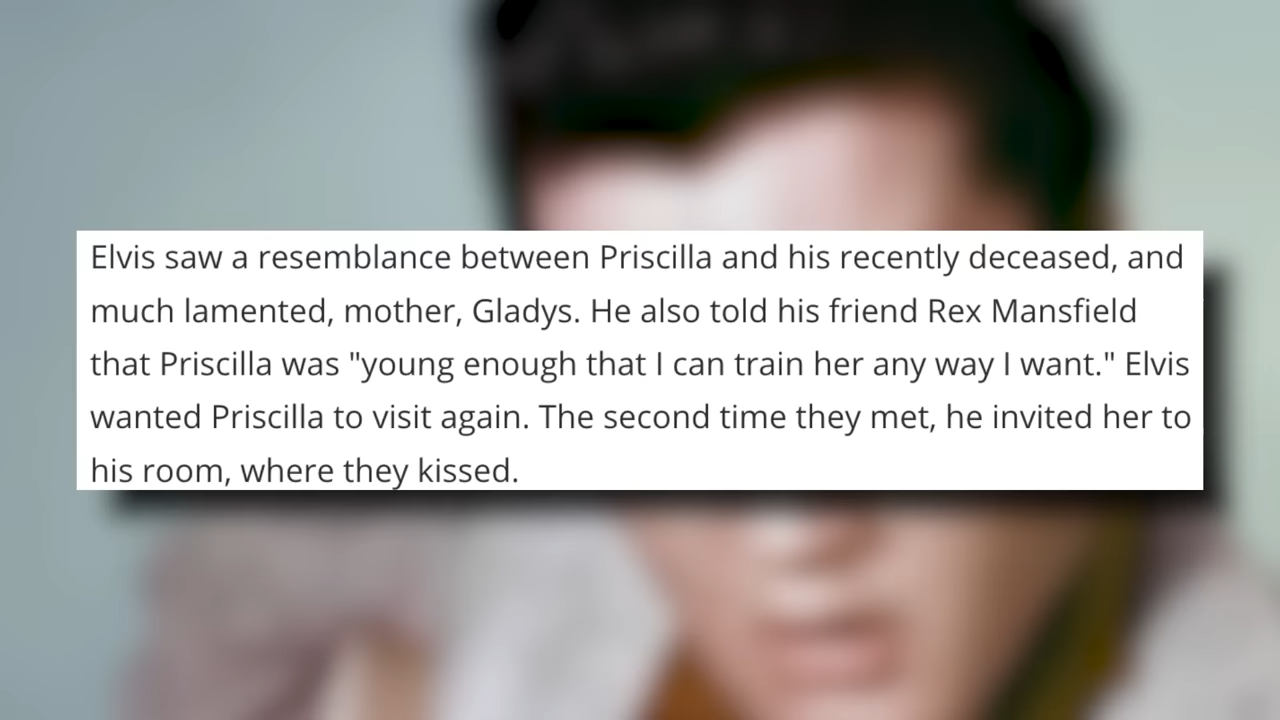 Elvis saw a resemblance between Priscilla and his recently deceased, and
much lamented, mother, Gladys. He also told his friend Rex Mansfield
that Priscilla was "young enough that I can train her any way I want." Elvis
wanted Priscilla to visit again. The second time they met, he invited her to
his room, where they kissed.